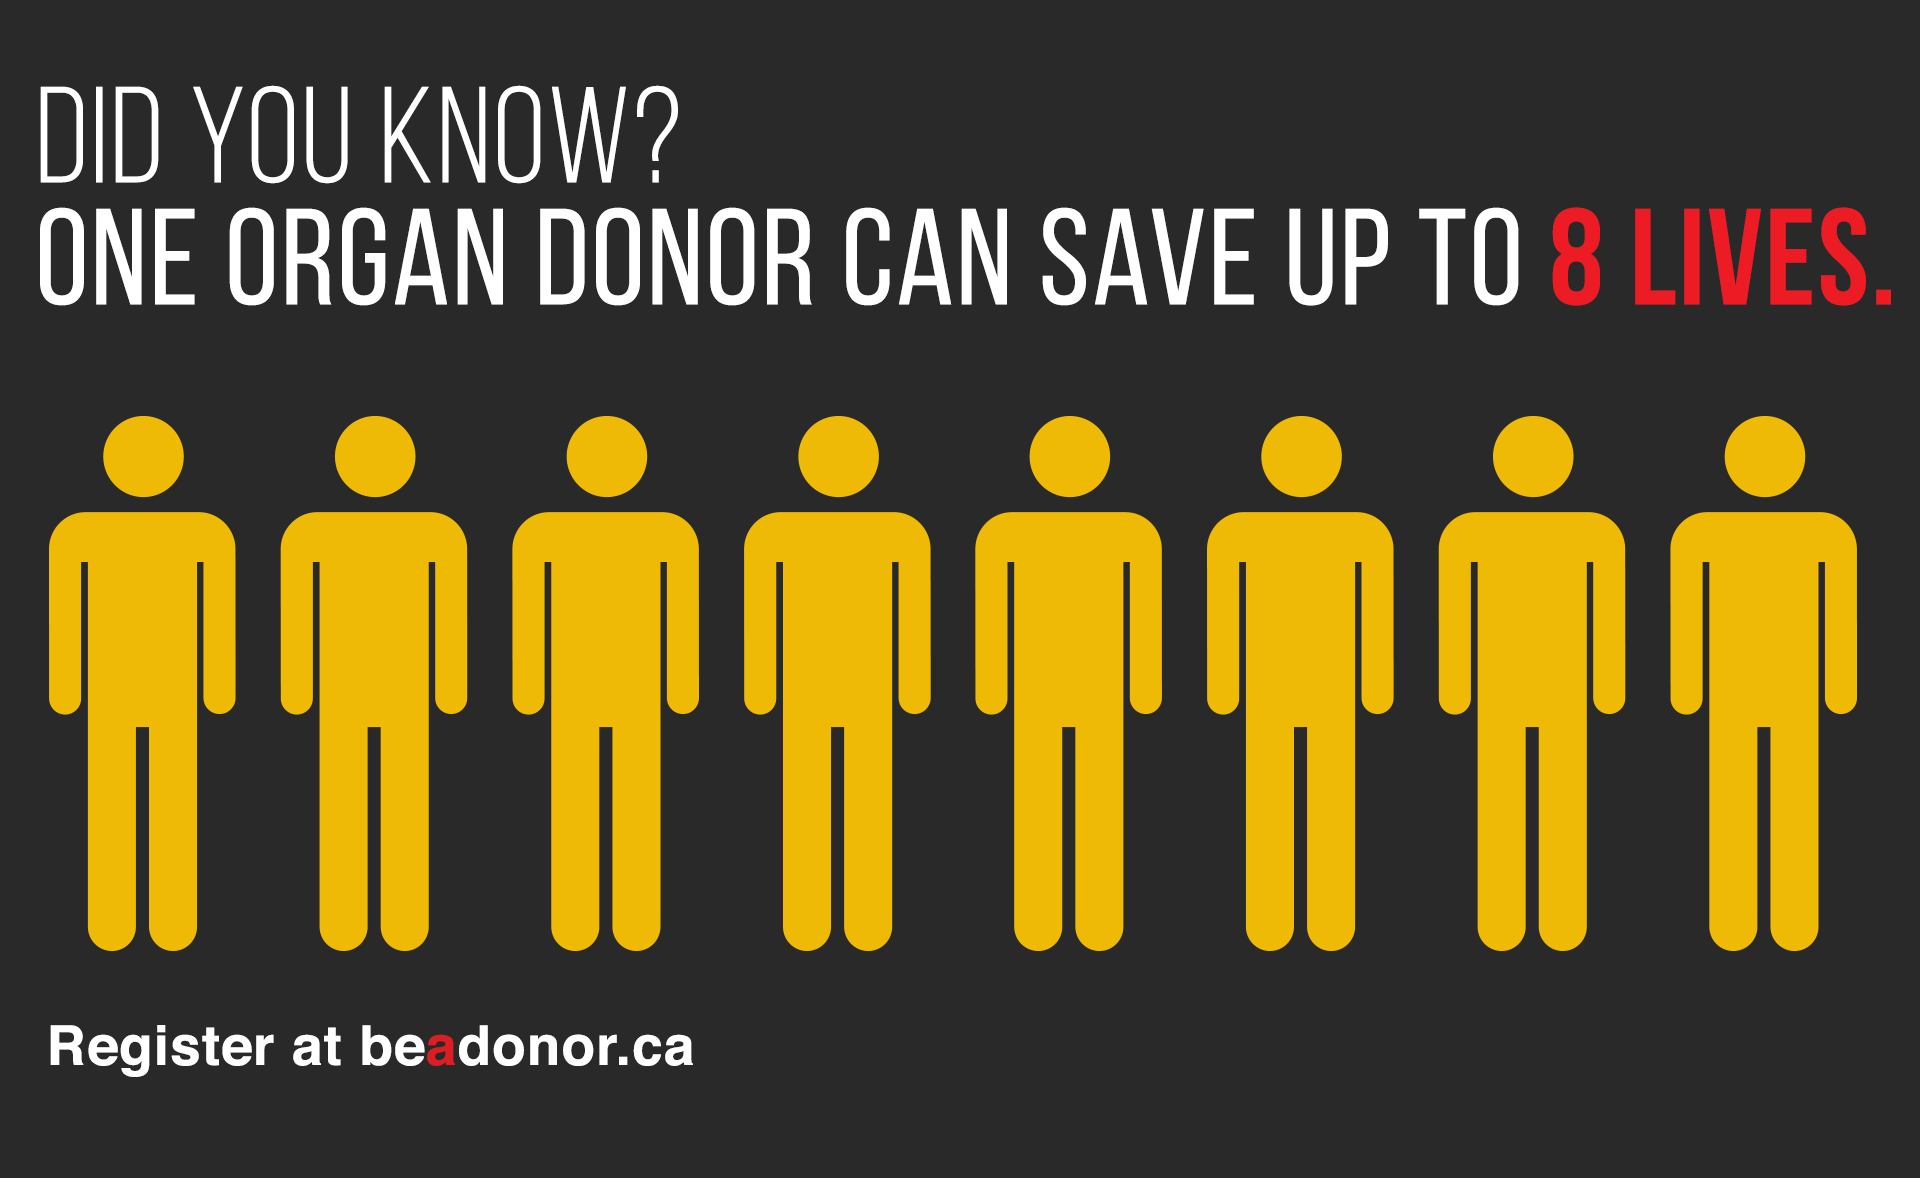 DID YOU KNOW?
ONE ORGAN DONOR CAN SAVE UP TO 8 LIVES.
Register at beadonor.ca